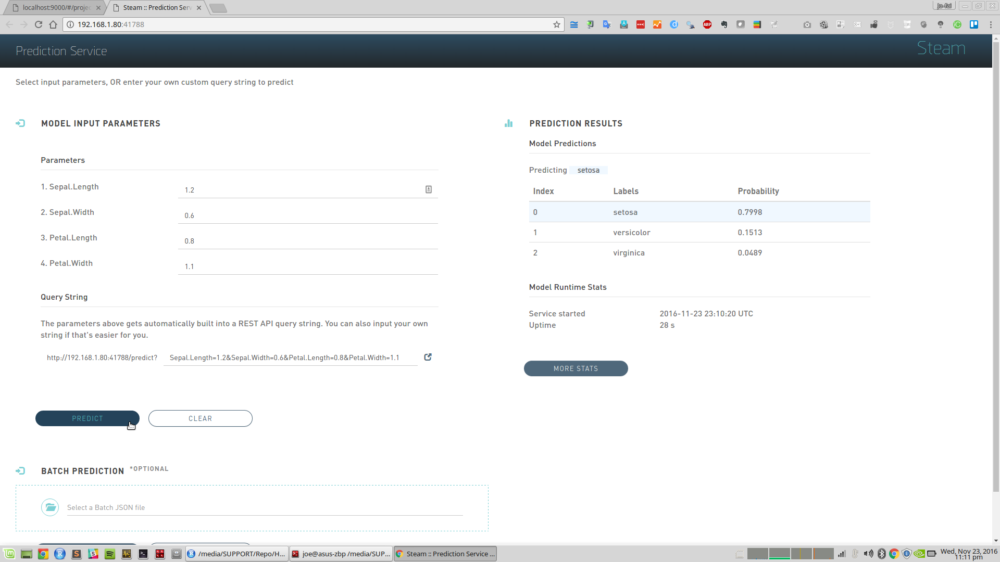 localhost:9000/#/projec
Steam :: Prediction Serv
Jo-fai
192.168.1.80:41788
Prediction Service
Steam
Select input parameters, OR enter your own custom query string to predict
MODEL INPUT PARAMETERS
Parameters
1. Sepal.Length
1.2
2. Sepal.Width
0.6
3. Petal.Length
0.8
4. Petal.Width
1.1
Query String
The parameters above gets automatically built into a REST API query string. You can also input your own
string if that's easier for you.
http://192.168.1.80:41788/predict?
Sepal.Length=1.2&Sepal.Width=0.6&Petal.Length=0.8&Petal.Width=1.1
PREDICT
CLEAR
BATCH PREDICTION *OPTIONAL
Select a Batch JSON file
PREDICTION RESULTS
Model Predictions
Predicting setosa
Index Labels Probability
0 setosa 0.7998
1 versicolor 0.1513
2 virginica 0.0489
Model Runtime Stats
Service started 2016-11-23 23:10:20 UTC
Uptime 28 s
MORE STATS
/media/SUPPORT/Repo/H...
joe@asus-zbp /media/SUP...
Steam :: Prediction Service ...
Wed, Nov 23, 2016
11:11 pm